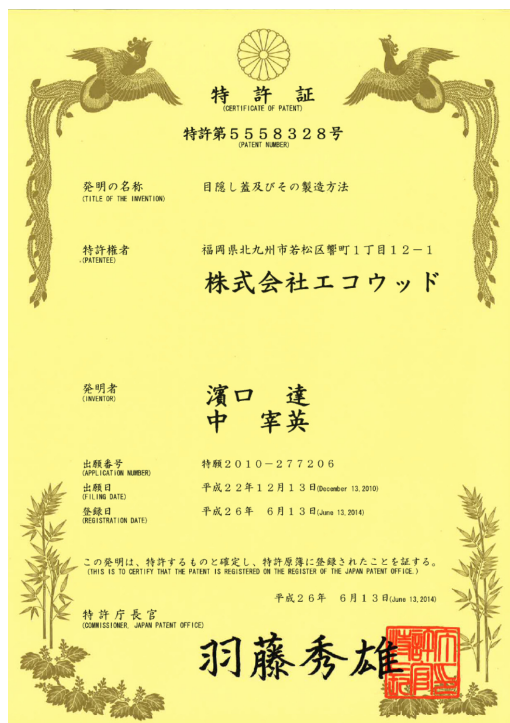 特許証
(CERTIFICATE OF PATENT)
特許第5558328号
(PATENT NUMBER)
発明の名称 目隠し蓋及びその製造方法
(TITLE OF THE INVENTION)
特許権者 福岡県北九州市若松区響町1丁目12-1
(PATENTEE)
株式会社エコウッド
発明者 濱口 達
(INVENTOR)
中 宰英
出願番号 特願2010-277206
(APPLICATION NUMBER)
出願日 平成22年12月13日(December 13,2010)
(FILING DATE)
登録日 平成26年 6月13日(June 13,2014)
(REGISTRATION DATE)
この発明は、特許するものと確定し、特許原簿に登録されたことを証する。
(THIS IS TO CERTIFY THAT THE PATENT IS REGISTERED ON THE REGISTER OF THE JAPAN PATENT OFFICE.)
平成26年 6月13日(June 13,2014)
特許庁長官
(COMMISSIONER, JAPAN PATENT OFFICE)
羽藤秀雄